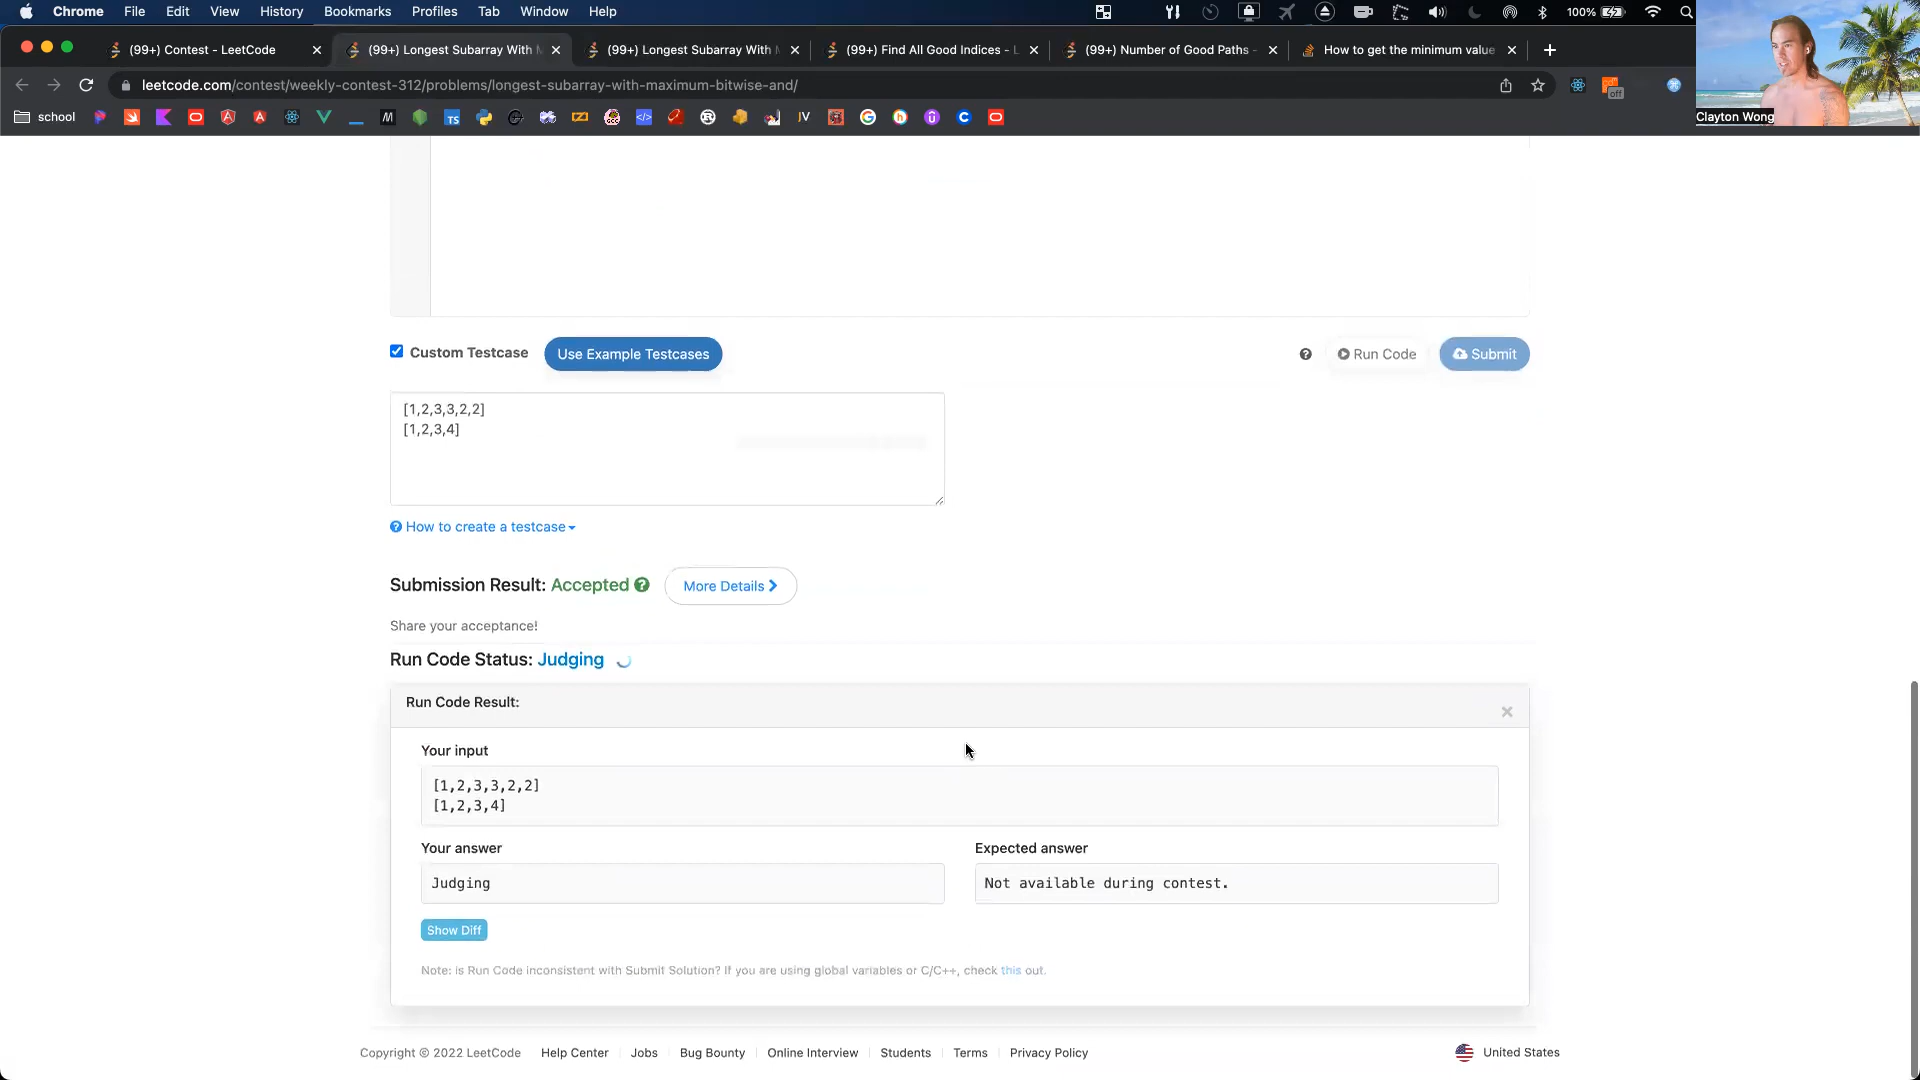 Chrome File Edit View History Bookmarks Profiles Tab Window Help 100%
(99+) Contest - LeetCode
(99+) Longest Subarray With M
(99+) Longest Subarray With M
(99+) Find All Good Indices - L
(99+) Number of Good Paths -
How to get the minimum value
leetcode.com/contest/weekly-contest-312/problems/longest-subarray-with-maximum-bitwise-and/
off
school
TS
JV
Clayton Wong
Custom Testcase
Use Example Testcases
Run Code
Submit
[1,2,3,3,2,2]
[1,2,3,4]
How to create a testcase
Submission Result: Accepted
More Details
Share your acceptance!
Run Code Status: Judging
Run Code Result:
Your input
[1,2,3,3,2,2]
[1,2,3,4]
Your answer
Expected answer
Judging
Not available during contest.
Show Diff
Note: is Run Code inconsistent with Submit Solution? If you are using global variables or C/C++, check this out.
Copyright © 2022 LeetCode Help Center Jobs Bug Bounty Online Interview Students Terms Privacy Policy
United States